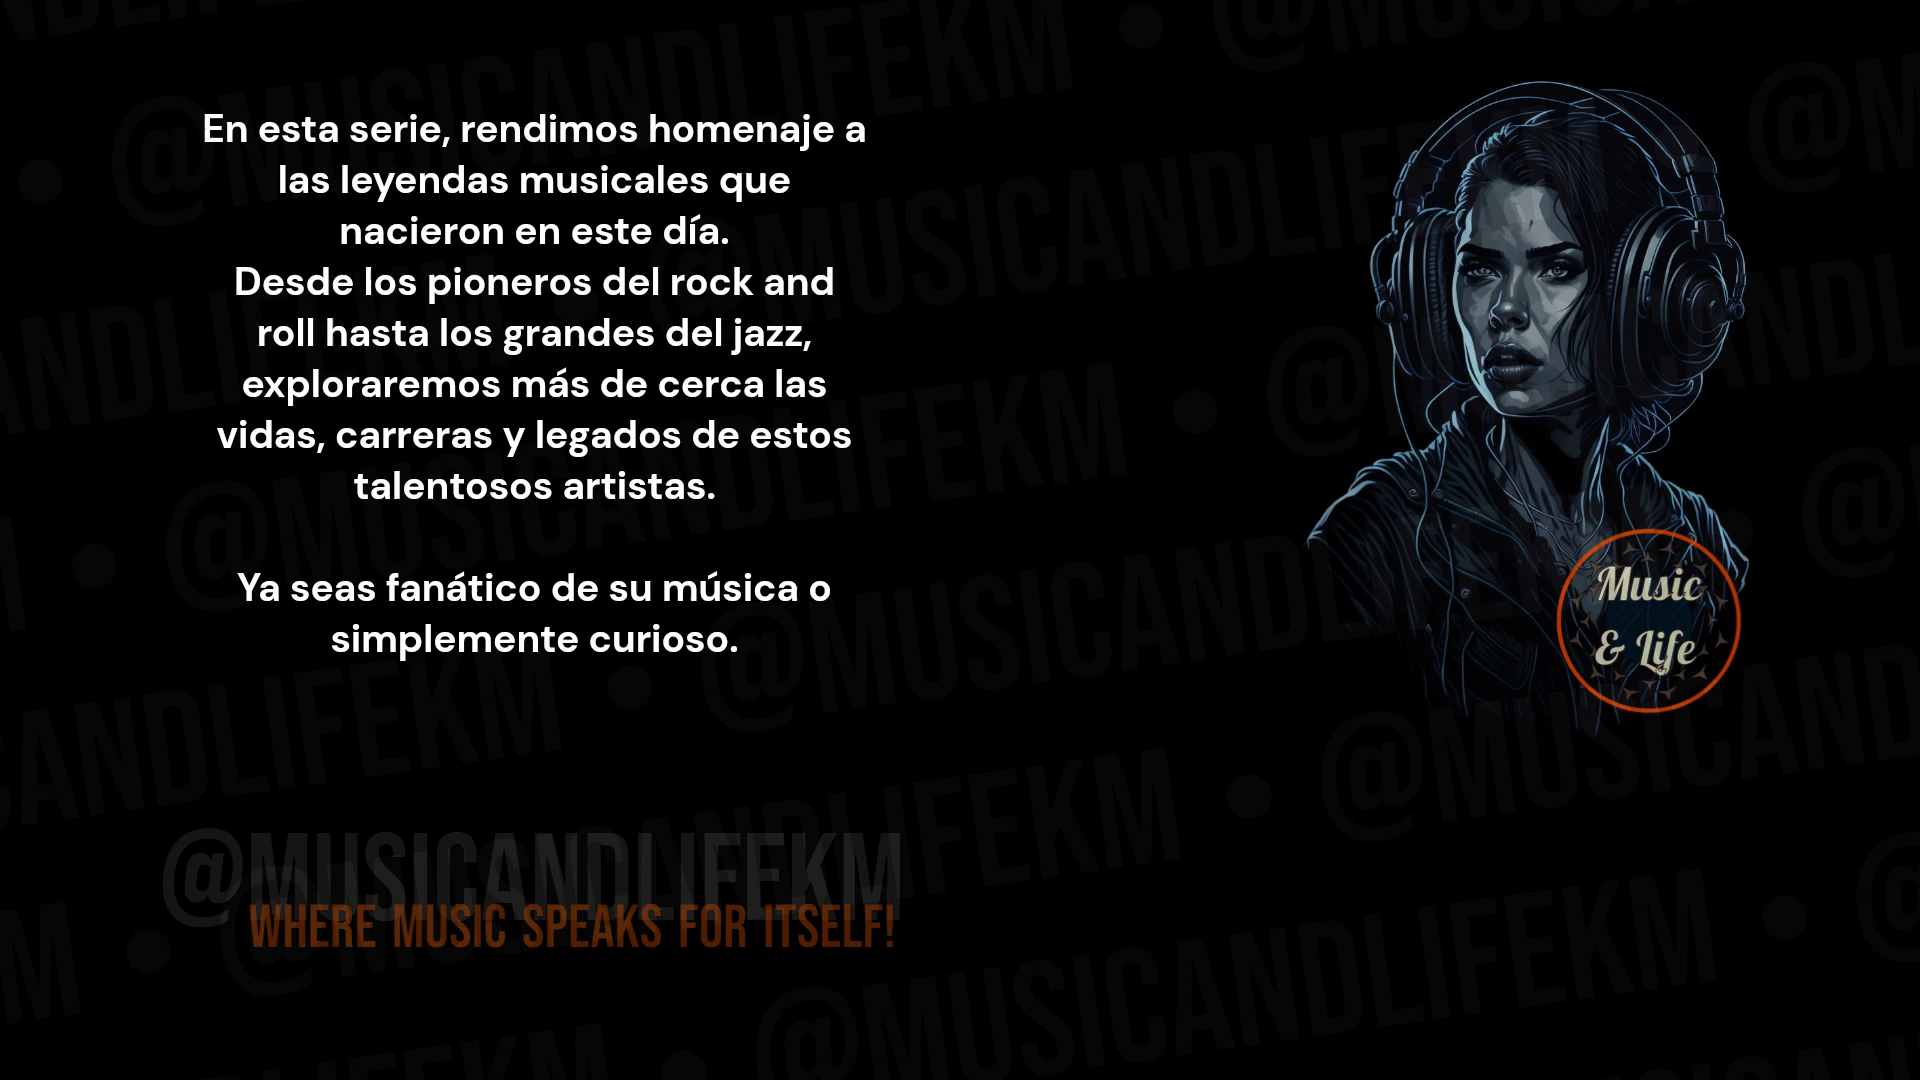 En esta serie, rendimos homenaje a
las leyendas musicales que
nacieron en este día.
Desde los pioneros del rock and
roll hasta los grandes del jazz,
exploraremos más de cerca las
vidas, carreras y legados de estos
talentosos artistas.
Ya seas fanático de su música o
simplemente curioso.
Music
& Life
@MUSICANDLIFEKM
WHERE MUSIC SPEAKS FOR ITSELF!